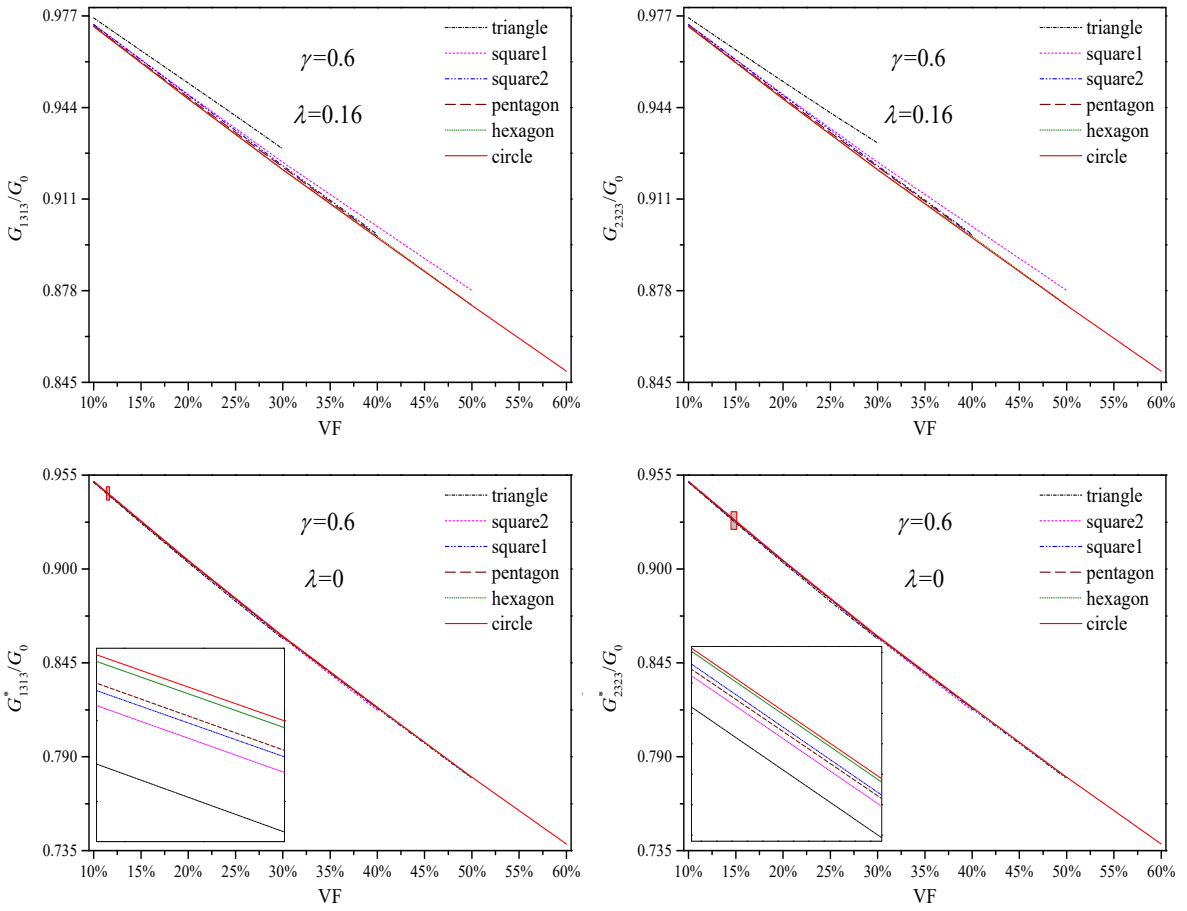 0.977
0.944
0.911
0.878
0.845
G1313/G0
γ=0.6
λ=0.16
triangle
square1
square2
pentagon
hexagon
circle
10% 15% 20% 25% 30% 35% 40% 45% 50% 55% 60%
VF
0.977
0.944
0.911
0.878
0.845
G2323/G0
γ=0.6
λ=0.16
triangle
square1
square2
pentagon
hexagon
circle
10% 15% 20% 25% 30% 35% 40% 45% 50% 55% 60%
VF
0.955
0.900
0.845
0.790
0.735
G*1313/G0
γ=0.6
λ=0
triangle
square2
square1
pentagon
hexagon
circle
10% 15% 20% 25% 30% 35% 40% 45% 50% 55% 60%
VF
0.955
0.900
0.845
0.790
0.735
G*2323/G0
γ=0.6
λ=0
triangle
square2
square1
pentagon
hexagon
circle
10% 15% 20% 25% 30% 35% 40% 45% 50% 55% 60%
VF